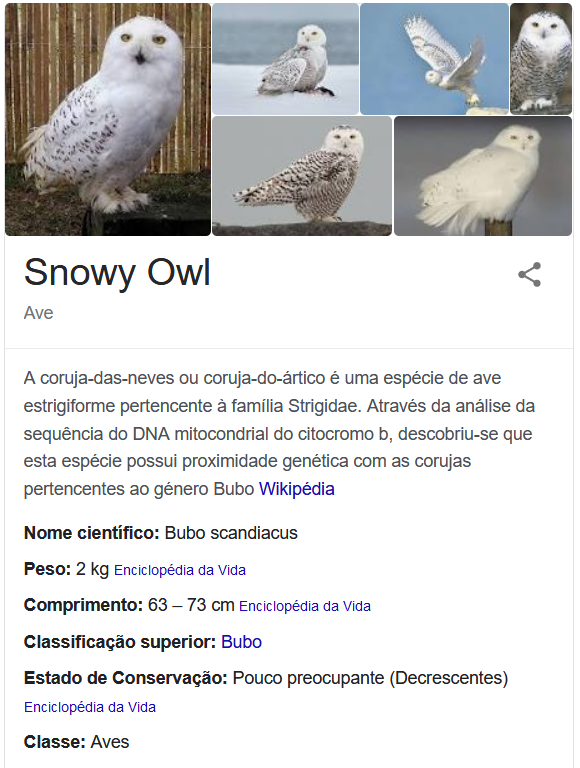 Snowy Owl
Ave
A coruja-das-neves ou coruja-do-ártico é uma espécie de ave
estrigiforme pertencente à família Strigidae. Através da análise da
sequência do DNA mitocondrial do citocromo b, descobriu-se que
esta espécie possui proximidade genética com as corujas
pertencentes ao género Bubo Wikipédia
Nome científico: Bubo scandiacus
Peso: 2 kg Enciclopédia da Vida
Comprimento: 63 – 73 cm Enciclopédia da Vida
Classificação superior: Bubo
Estado de Conservação: Pouco preocupante (Decrescentes)
Enciclopédia da Vida
Classe: Aves